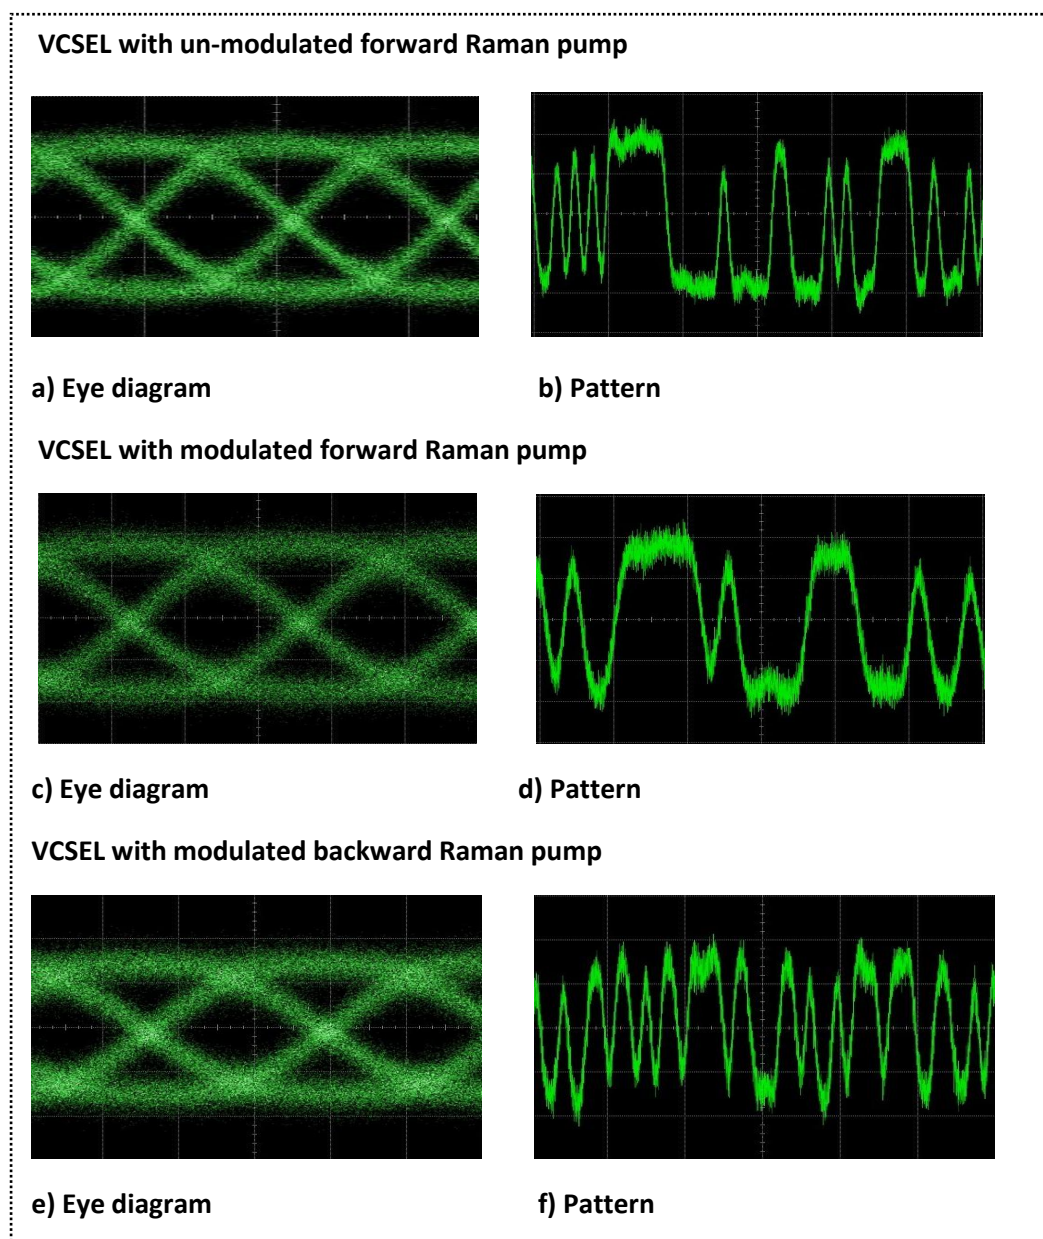 VCSEL with un-modulated forward Raman pump
a) Eye diagram
b) Pattern
VCSEL with modulated forward Raman pump
c) Eye diagram
d) Pattern
VCSEL with modulated backward Raman pump
e) Eye diagram
f) Pattern